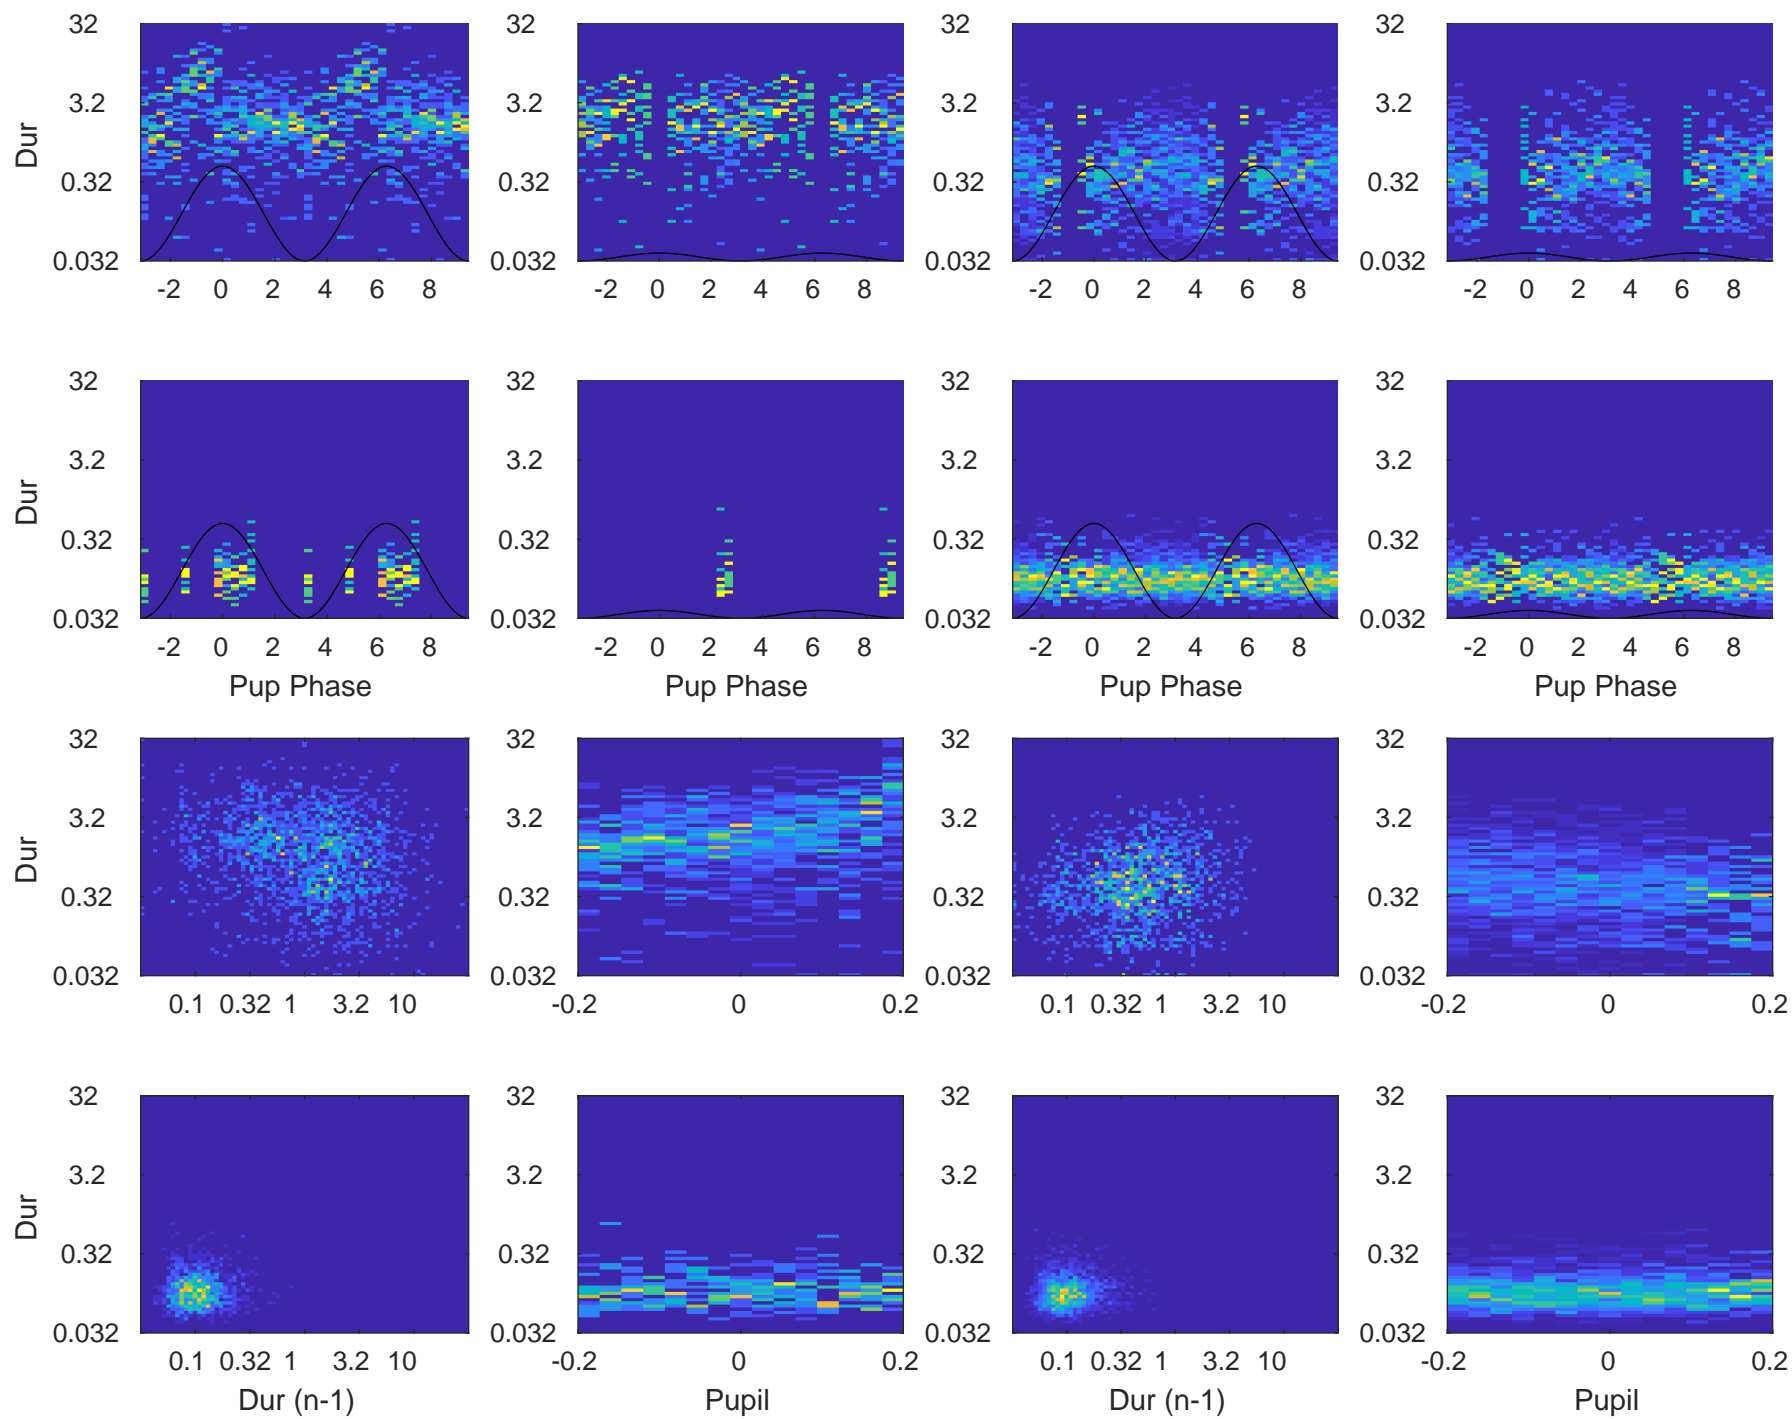 32 32 32 32
3.2 3.2 3.2 3.2
Dur
0.32 0.32 0.32 0.32
0.032 0.032 0.032 0.032
-2 0 2 4 6 8 -2 0 2 4 6 8 -2 0 2 4 6 8 -2 0 2 4 6 8
32 32 32 32
3.2 3.2 3.2 3.2
Dur
0.32 0.32 0.32 0.32
0.032 0.032 0.032 0.032
-2 0 2 4 6 8 -2 0 2 4 6 8 -2 0 2 4 6 8 -2 0 2 4 6 8
Pup Phase Pup Phase Pup Phase Pup Phase
32 32 32 32
3.2 3.2 3.2 3.2
Dur
0.32 0.32 0.32 0.32
0.032 0.032 0.032 0.032
0.1 0.32 1 3.2 10 -0.2 0 0.2 0.1 0.32 1 3.2 10 -0.2 0 0.2
32 32 32 32
3.2 3.2 3.2 3.2
Dur
0.32 0.32 0.32 0.32
0.032 0.032 0.032 0.032
0.1 0.32 1 3.2 10 -0.2 0 0.2 0.1 0.32 1 3.2 10 -0.2 0 0.2
Dur (n-1) Pupil Dur (n-1) Pupil